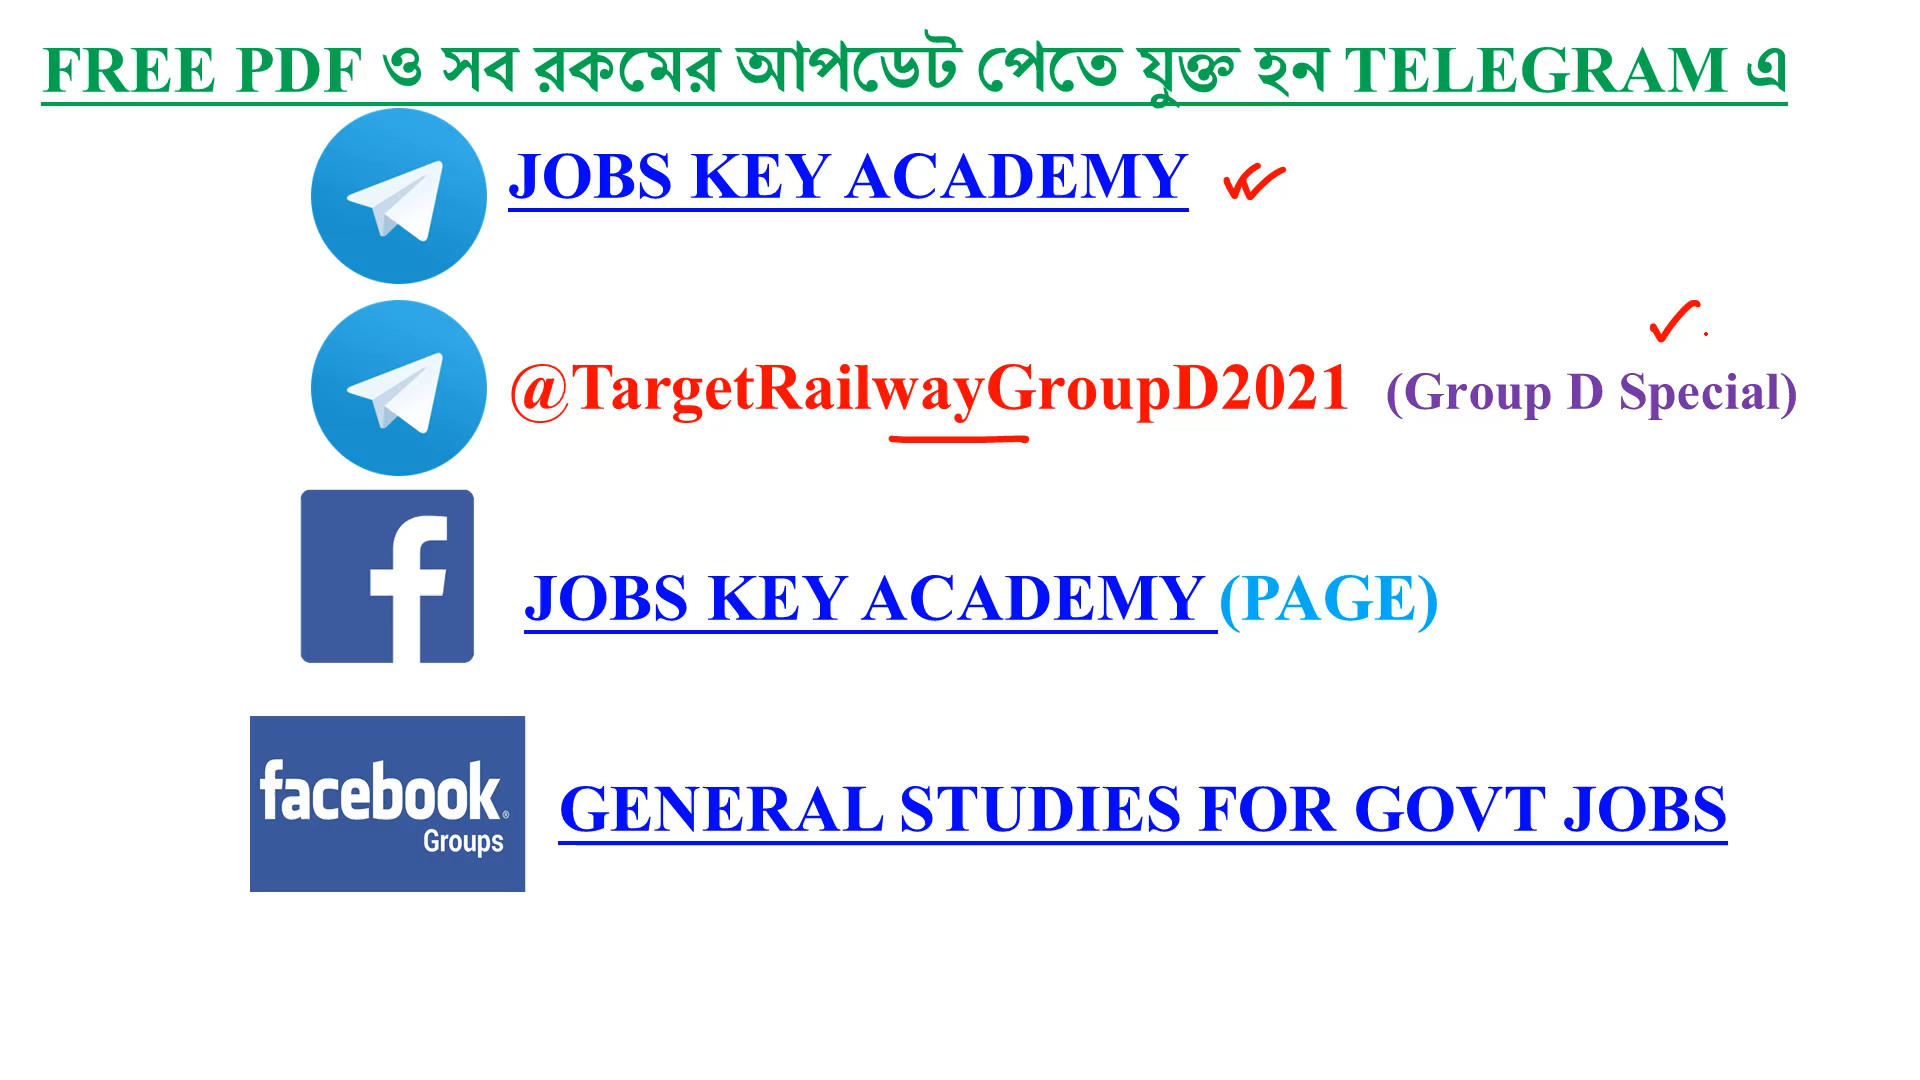 FREE PDF ও সব রকমের আপডেট পেতে যুক্ত হন TELEGRAM এ
JOBS KEY ACADEMY
@TargetRailwayGroupD2021 (Group D Special)
JOBS KEY ACADEMY (PAGE)
facebook®
Groups
GENERAL STUDIES FOR GOVT JOBS